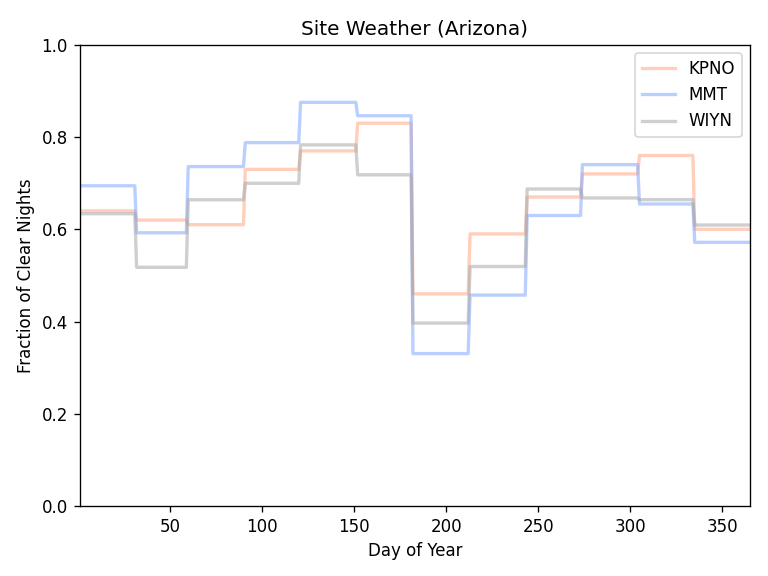 Site Weather (Arizona)
KPNO
MMT
WIYN
Fraction of Clear Nights
1.0
0.8
0.6
0.4
0.2
0.0
50 100 150 200 250 300 350
Day of Year